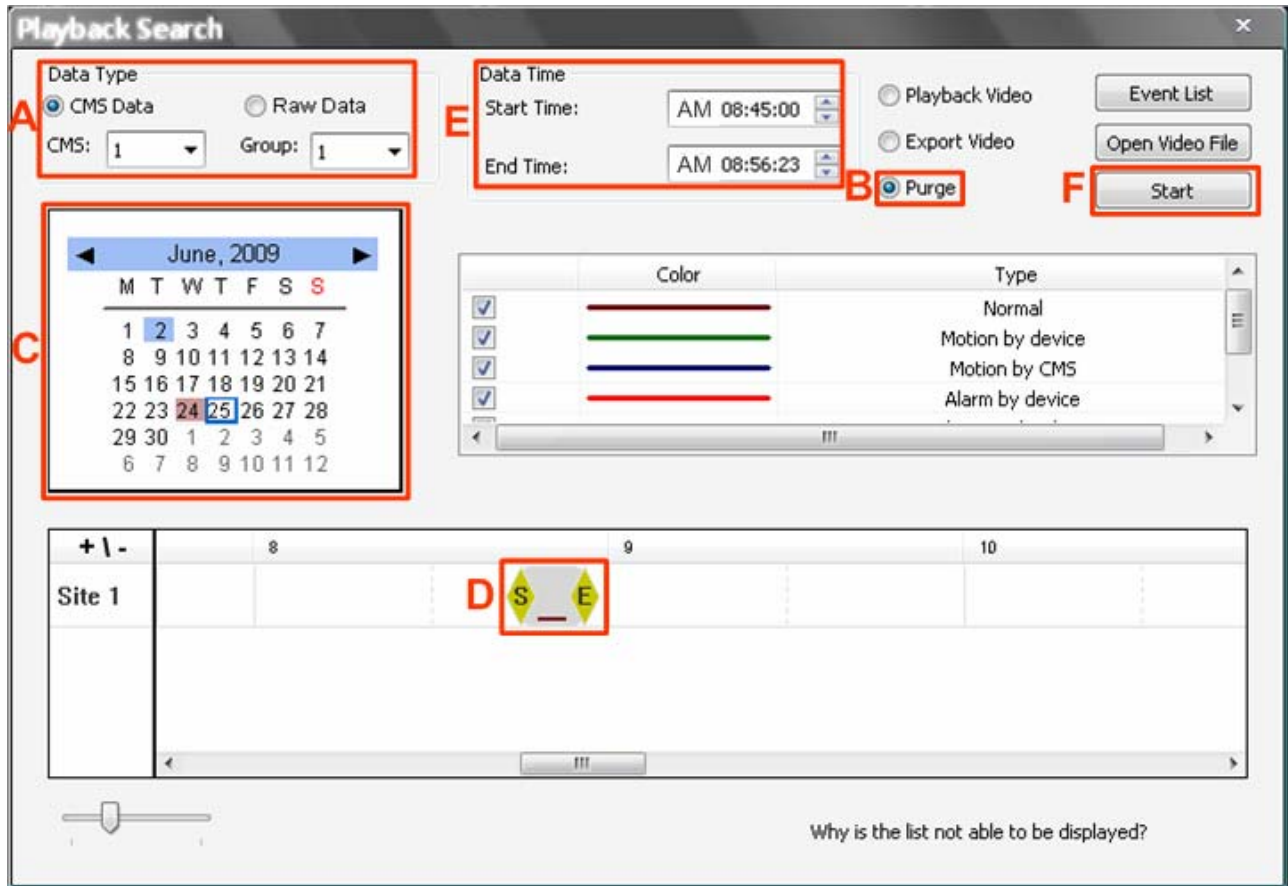 Playback Search
×
A
Data Type
CMS Data
Raw Data
CMS: 1
Group: 1
E
Data Time
Start Time: AM 08:45:00
End Time: AM 08:56:23
Playback Video
Export Video
B
Purge
Event List
Open Video File
F
Start
C
June, 2009
M T W T F S S
1 2 3 4 5 6 7
8 9 10 11 12 13 14
15 16 17 18 19 20 21
22 23 24 25 26 27 28
29 30 1 2 3 4 5
6 7 8 9 10 11 12
Color Type
Normal
Motion by device
Motion by CMS
Alarm by device
+ \ - 8 9 10
Site 1
D
S E
Why is the list not able to be displayed?